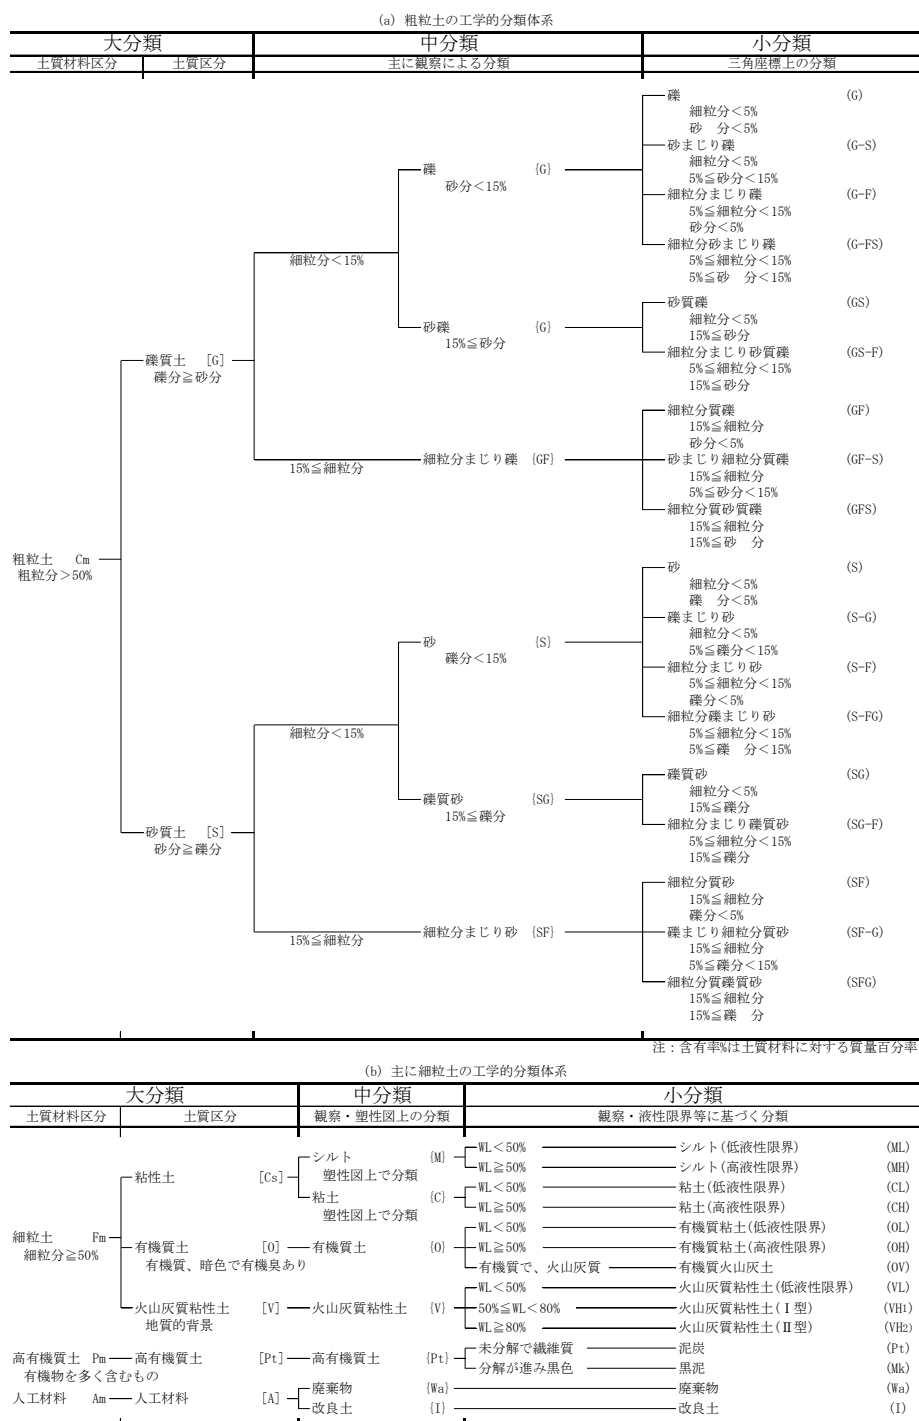 (a) 粗粒土の工学的分類体系
大分類 中分類 小分類
土質材料区分 土質区分 主に観察による分類 三角座標上の分類
礫 (G)
細粒分＜5%
砂　分＜5%
砂まじり礫 (G-S)
細粒分＜5%
礫 {G}
5%≦砂分＜15%
砂分＜15%
細粒分まじり礫 (G-F)
5%≦細粒分＜15%
砂分＜5%
細粒分砂まじり礫 (G-FS)
細粒分＜15%
5%≦細粒分＜15%
5%≦砂　分＜15%
砂質礫 (GS)
細粒分＜5%
砂礫 {G}
15%≦砂分
15%≦砂分
細粒分まじり砂質礫 (GS-F)
礫質土 [G]
5%≦細粒分＜15%
礫分≧砂分
15%≦砂分
細粒分質礫 (GF)
15%≦細粒分
砂分＜5%
15%≦細粒分 細粒分まじり礫 {GF} 砂まじり細粒分質礫 (GF-S)
15%≦細粒分
5%≦砂分＜15%
細粒分質砂質礫 (GFS)
15%≦細粒分
15%≦砂　分
粗粒土 Cm
粗粒分＞50%
砂 (S)
細粒分＜5%
礫　分＜5%
礫まじり砂 (S-G)
細粒分＜5%
砂 {S}
5%≦礫分＜15%
礫分＜15%
細粒分まじり砂 (S-F)
5%≦細粒分＜15%
礫分＜5%
細粒分礫まじり砂 (S-FG)
細粒分＜15%
5%≦細粒分＜15%
5%≦礫　分＜15%
礫質砂 (SG)
細粒分＜5%
礫質砂 {SG}
15%≦礫分
15%≦礫分
細粒分まじり礫質砂 (SG-F)
砂質土 [S]
5%≦細粒分＜15%
砂分≧礫分
15%≦礫分
細粒分質砂 (SF)
15%≦細粒分
礫分＜5%
15%≦細粒分 細粒分まじり砂 {SF} 礫まじり細粒分質砂 (SF-G)
15%≦細粒分
5%≦礫分＜15%
細粒分質礫質砂 (SFG)
15%≦細粒分
15%≦礫　分
注：含有率%は土質材料に対する質量百分率
(b) 主に細粒土の工学的分類体系
大分類 中分類 小分類
土質材料区分 土質区分 観察・塑性図上の分類 観察・液性限界等に基づく分類
WL＜50% シルト(低液性限界) (ML)
シルト {M}
WL≧50% シルト(高液性限界) (MH)
粘性土 [Cs] 塑性図上で分類
WL＜50% 粘土(低液性限界) (CL)
粘土 {C}
WL≧50% 粘土(高液性限界) (CH)
塑性図上で分類
WL＜50% 有機質粘土(低液性限界) (OL)
細粒土 Fm
細粒分≧50%
有機質土 [O] 有機質土 {O} WL≧50% 有機質粘土(高液性限界) (OH)
有機質、暗色で有機臭あり 有機質で、火山灰質 有機質火山灰土 (OV)
WL＜50% 火山灰質粘性土(低液性限界) (VL)
火山灰質粘性土 [V] 火山灰質粘性土 {V} 50%≦WL＜80% 火山灰質粘性土(Ⅰ型) (VH1)
地質的背景 WL≧80% 火山灰質粘性土(Ⅱ型) (VH2)
未分解で繊維質 泥炭 (Pt)
高有機質土 Pm 高有機質土 [Pt] 高有機質土 {Pt}
分解が進み黒色 黒泥 (Mk)
有機物を多く含むもの
廃棄物 {Wa} 廃棄物 (Wa)
人工材料 Am 人工材料 [A]
改良土 {I} 改良土 (I)